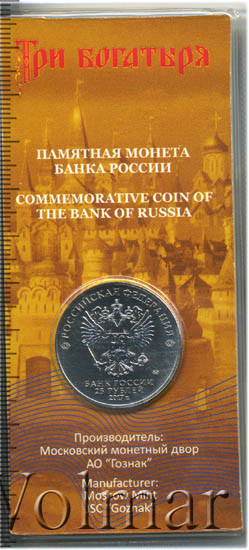 Три богатыря
ПАМЯТНАЯ МОНЕТА
БАНКА РОССИИ
COMMEMORATIVE COIN OF
THE BANK OF RUSSIA
РОССИЙСКАЯ ФЕДЕРАЦИЯ
БАНК РОССИИ
25 РУБЛЕЙ
2017 г.
Производитель:
Московский монетный двор
АО "Гознак"
Manufacturer:
Moscow Mint
JSC "Goznak"
Volmar